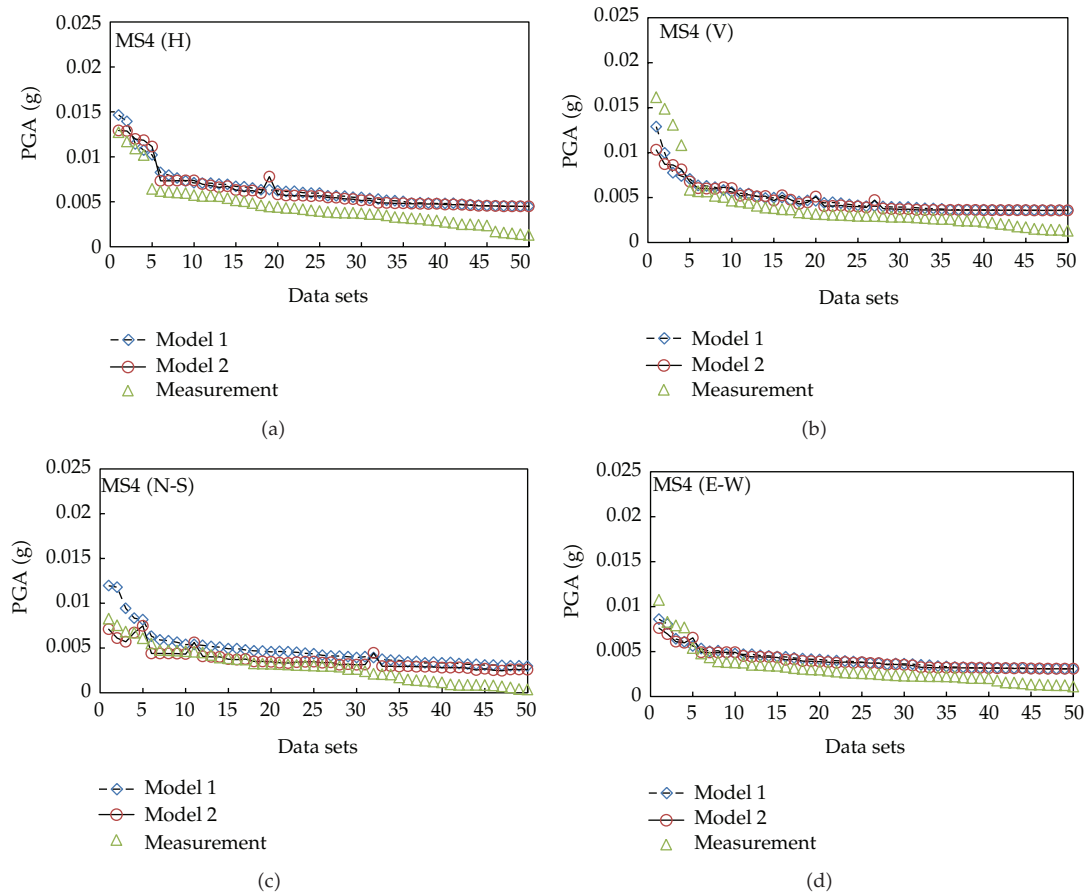 MS4 (H)
PGA (g)
0.025
0.02
0.015
0.01
0.005
0
0 5 10 15 20 25 30 35 40 45 50
Data sets
Model 1
Model 2
Measurement
(a)
MS4 (V)
PGA (g)
0.025
0.02
0.015
0.01
0.005
0
0 5 10 15 20 25 30 35 40 45 50
Data sets
Model 1
Model 2
Measurement
(b)
MS4 (N-S)
PGA (g)
0.025
0.02
0.015
0.01
0.005
0
0 5 10 15 20 25 30 35 40 45 50
Data sets
Model 1
Model 2
Measurement
(c)
MS4 (E-W)
PGA (g)
0.025
0.02
0.015
0.01
0.005
0
0 5 10 15 20 25 30 35 40 45 50
Data sets
Model 1
Model 2
Measurement
(d)